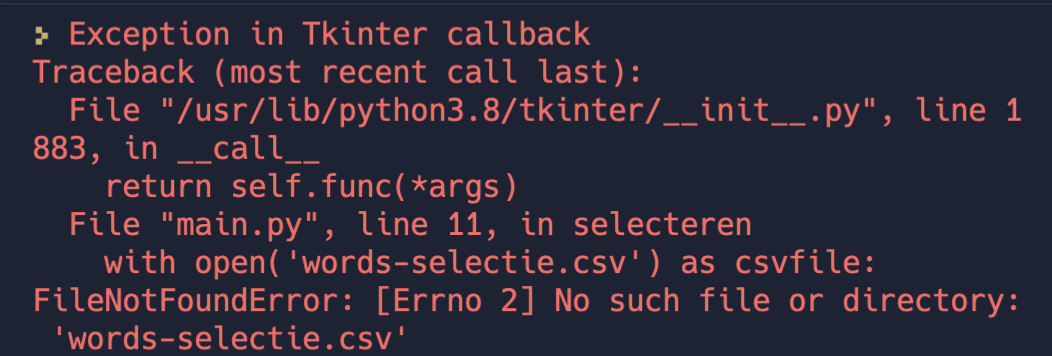 Exception in Tkinter callback
Traceback (most recent call last):
  File "/usr/lib/python3.8/tkinter/__init__.py", line 1
883, in __call__
    return self.func(*args)
  File "main.py", line 11, in selecteren
    with open('words-selectie.csv') as csvfile:
FileNotFoundError: [Errno 2] No such file or directory:
 'words-selectie.csv'